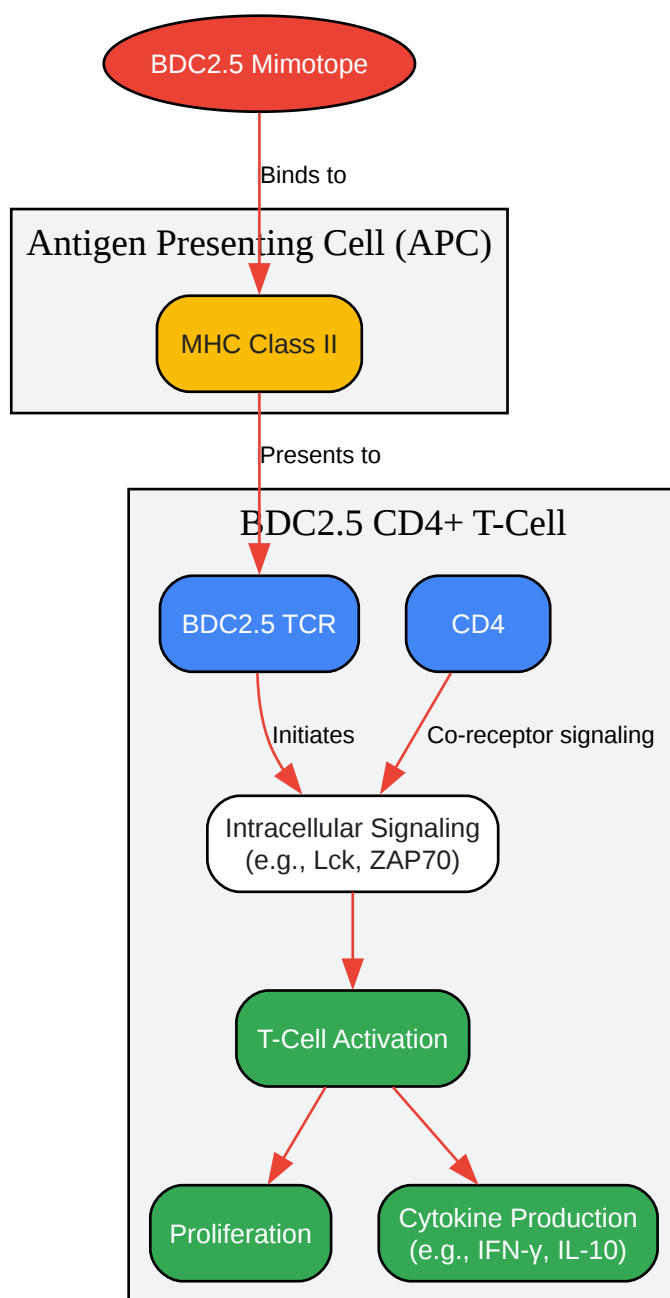 BDC2.5 Mimotope
Binds to
Antigen Presenting Cell (APC)
MHC Class II
Presents to
BDC2.5 CD4+ T-Cell
BDC2.5 TCR
CD4
Initiates
Co-receptor signaling
Intracellular Signaling
(e.g., Lck, ZAP70)
T-Cell Activation
Proliferation
Cytokine Production
(e.g., IFN-γ, IL-10)